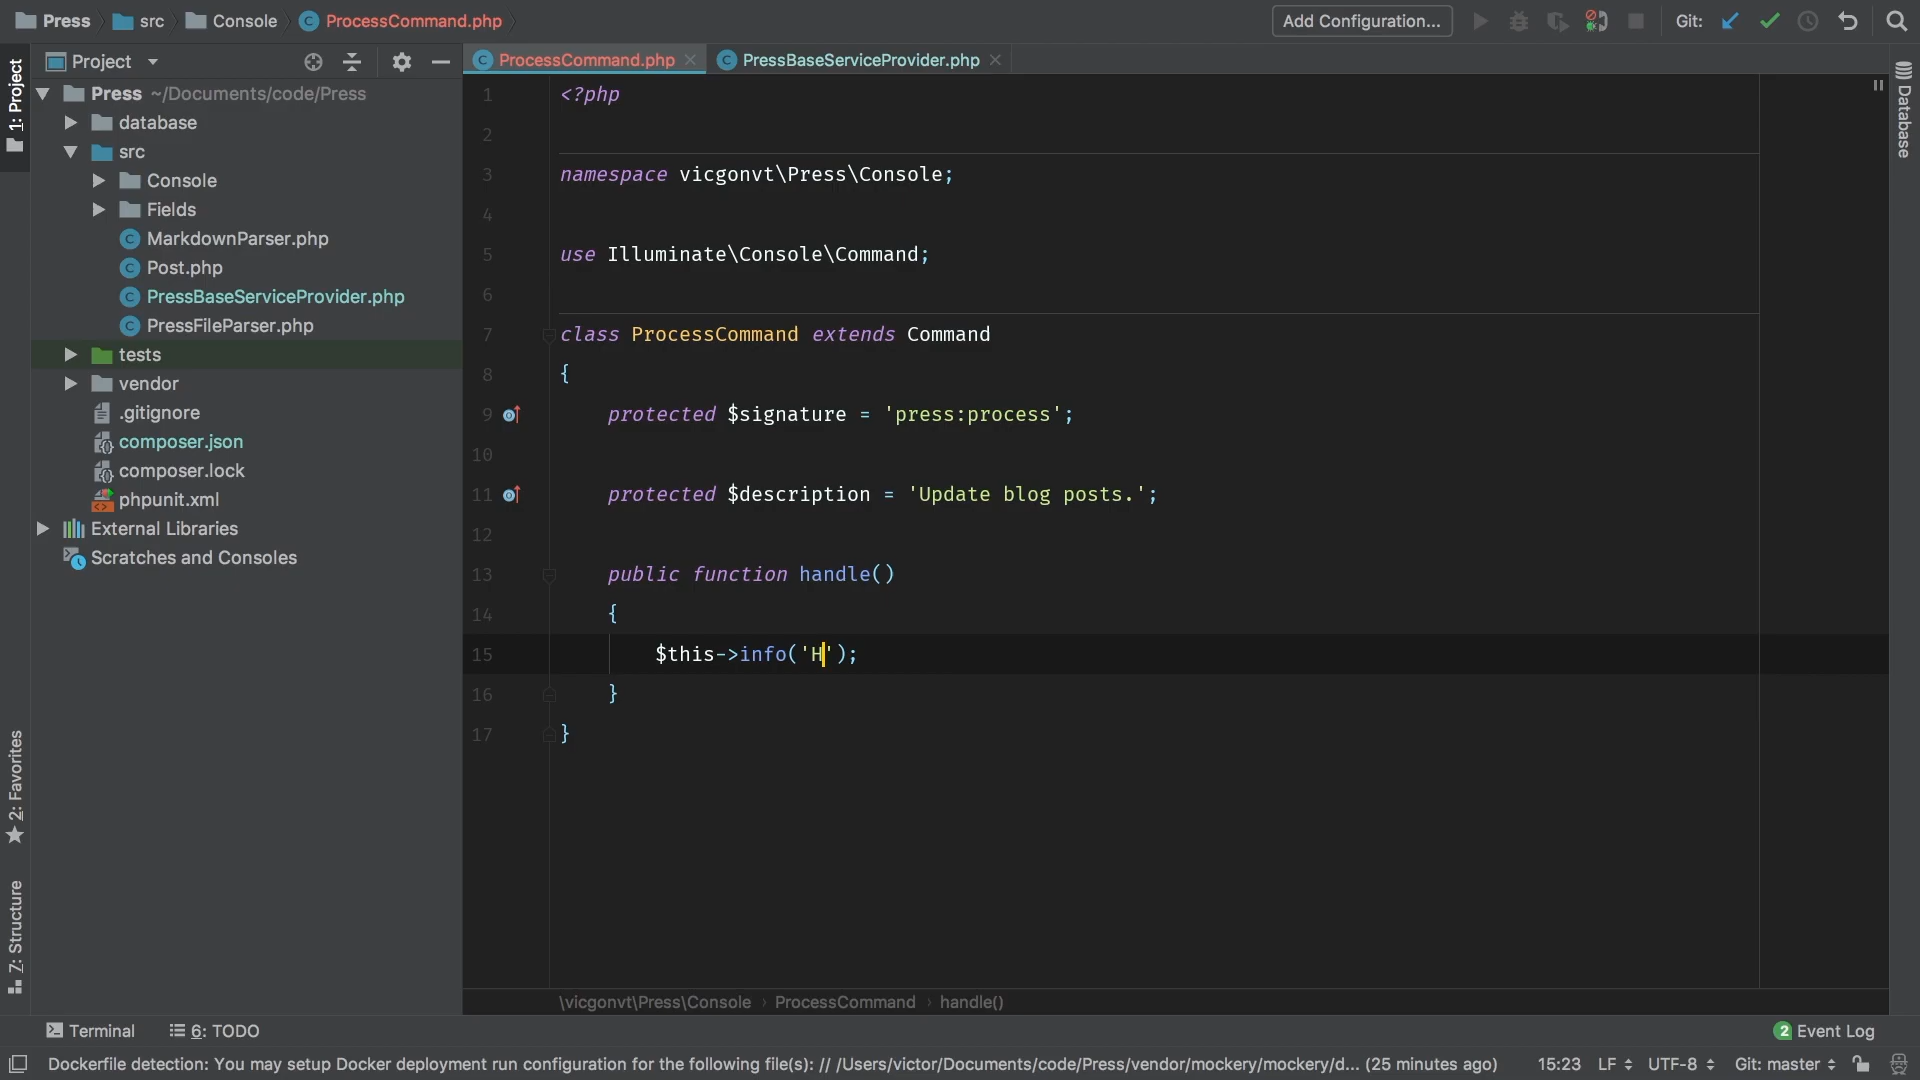 Press
src
Console
ProcessCommand.php
Add Configuration...
Git:
1: Project
Project
ProcessCommand.php
PressBaseServiceProvider.php
Database
Press ~/Documents/code/Press
database
src
Console
Fields
MarkdownParser.php
Post.php
PressBaseServiceProvider.php
PressFileParser.php
tests
vendor
.gitignore
composer.json
composer.lock
phpunit.xml
External Libraries
Scratches and Consoles
2: Favorites
7: Structure
1 <?php
2
3 namespace vicgonvt\Press\Console;
4
5 use Illuminate\Console\Command;
6
7 class ProcessCommand extends Command
8 {
9 protected $signature = 'press:process';
10
11 protected $description = 'Update blog posts.';
12
13 public function handle()
14 {
15 $this->info('H');
16 }
17 }
\vicgonvt\Press\Console › ProcessCommand › handle()
Terminal
6: TODO
2 Event Log
Dockerfile detection: You may setup Docker deployment run configuration for the following file(s): // /Users/victor/Documents/code/Press/vendor/mockery/mockery/d... (25 minutes ago)
15:23
LF
UTF-8
Git: master